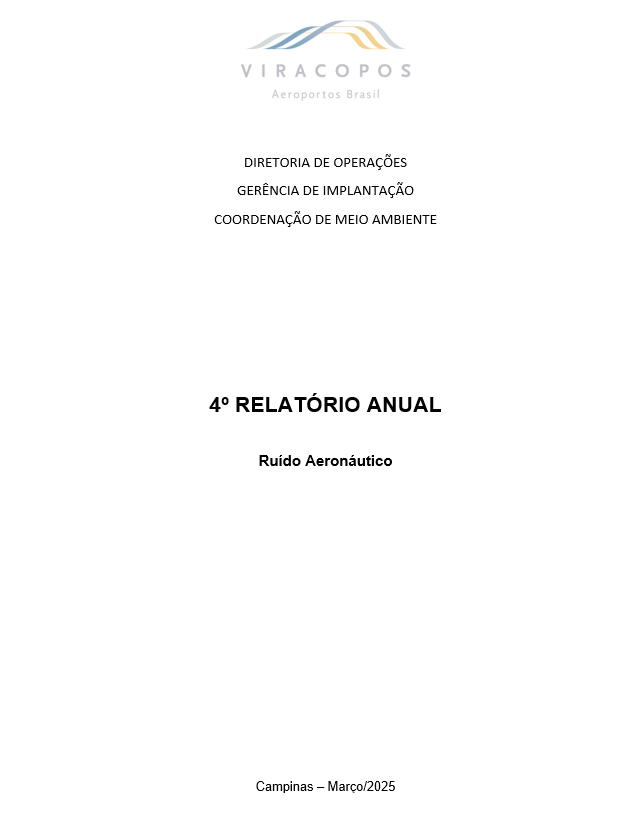 VIRACOPOS
Aeroportos Brasil
DIRETORIA DE OPERAÇÕES
GERÊNCIA DE IMPLANTAÇÃO
COORDENAÇÃO DE MEIO AMBIENTE
4º RELATÓRIO ANUAL
Ruído Aeronáutico
Campinas – Março/2025